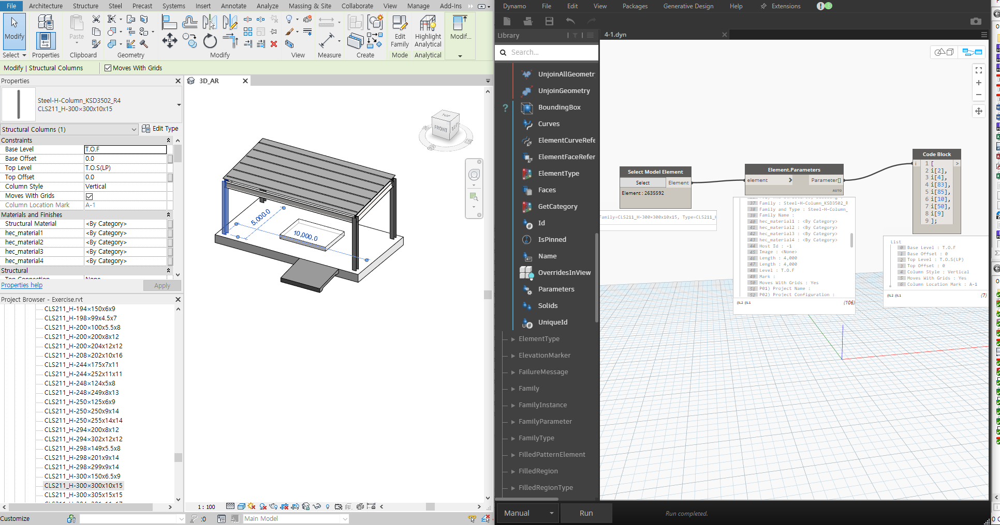 File Architecture Structure Steel Precast Systems Insert Annotate Analyze Massing & Site Collaborate View Manage Add-Ins
Modify
Paste
Edit Family
Highlight Analytical
Modif...
Select Properties Clipboard Geometry Modify View Measure Create Mode Analytical
Modify | Structural Columns Moves With Grids
Properties
Steel-H-Column_KSD3502_R4
CLS211_H-300×300x10x15
Structural Columns (1) Edit Type
Constraints
Base Level T.O.F
Base Offset 0.0
Top Level T.O.S(LP)
Top Offset 0.0
Column Style Vertical
Moves With Grids
Column Location Mark A-1
Materials and Finishes
Structural Material <By Category>
hec_material1 <By Category>
hec_material2 <By Category>
hec_material3 <By Category>
hec_material4 <By Category>
Structural
Top Connection None
Properties help Apply
Project Browser - Exercise.rvt
CLS211_H-194×150x6x9
CLS211_H-198×99x4.5x7
CLS211_H-200×100x5.5x8
CLS211_H-200×200x8x12
CLS211_H-200×204x12x12
CLS211_H-208×202x10x16
CLS211_H-244×175x7x11
CLS211_H-244×252x11x11
CLS211_H-248×124x5x8
CLS211_H-248×249x8x13
CLS211_H-250×125x6x9
CLS211_H-250×250x9x14
CLS211_H-250×255x14x14
CLS211_H-294×200x8x12
CLS211_H-294×302x12x12
CLS211_H-298×149x5.5x8
CLS211_H-298×201x9x14
CLS211_H-298×299x9x14
CLS211_H-300×150x6.5x9
CLS211_H-300×300x10x15
CLS211_H-300×305x15x15
Customize
3D_AR
TOP
FRONT
5,000.0
10,000.0
1 : 100
:0
Main Model
Dynamo File Edit View Packages Generative Design Help Extensions
Library
Search...
UnjoinAllGeometr
UnjoinGeometry
?
BoundingBox
Curves
ElementCurveRefe
ElementFaceRefer
ElementType
Faces
GetCategory
Id
IsPinned
Name
OverridesInView
Parameters
Solids
UniqueId
ElementType
ElevationMarker
FailureMessage
Family
FamilyInstance
FamilyParameter
FamilyType
FilledPatternElement
FilledRegion
FilledRegionType
4-1.dyn
Select Model Element
Select Element
Element : 2635592
Family=CLS211_H-300×300x10x15, Type=CLS211_H
Element.Parameters
element > Parameter[]
AUTO
37 Family : Steel-H-Column_KSD3502_R
38 Family and Type : Steel-H-Column_
39 Family Name :
40 hec_material1 : <By Category>
41 hec_material2 : <By Category>
42 hec_material3 : <By Category>
43 hec_material4 : <By Category>
44 Host Id : -1
45 Image : <None>
46 Length : 4,000
47 Length : 4,000
48 Level : T.O.F
49 Mark :
50 Moves With Grids : Yes
51 P01) Project Name :
52 P02) Project Configuration :
@L2 @L1 {106}
Code Block
i >
1 [
2 i[2],
3 i[4],
4 i[83],
5 i[85],
6 i[10],
7 i[50],
8 i[9]
9 ];
List
0 Base Level : T.O.F
1 Base Offset : 0
2 Top Level : T.O.S(LP)
3 Top Offset : 0
4 Column Style : Vertical
5 Moves With Grids : Yes
6 Column Location Mark : A-1
@L2 @L1 {7}
Manual Run Run completed.